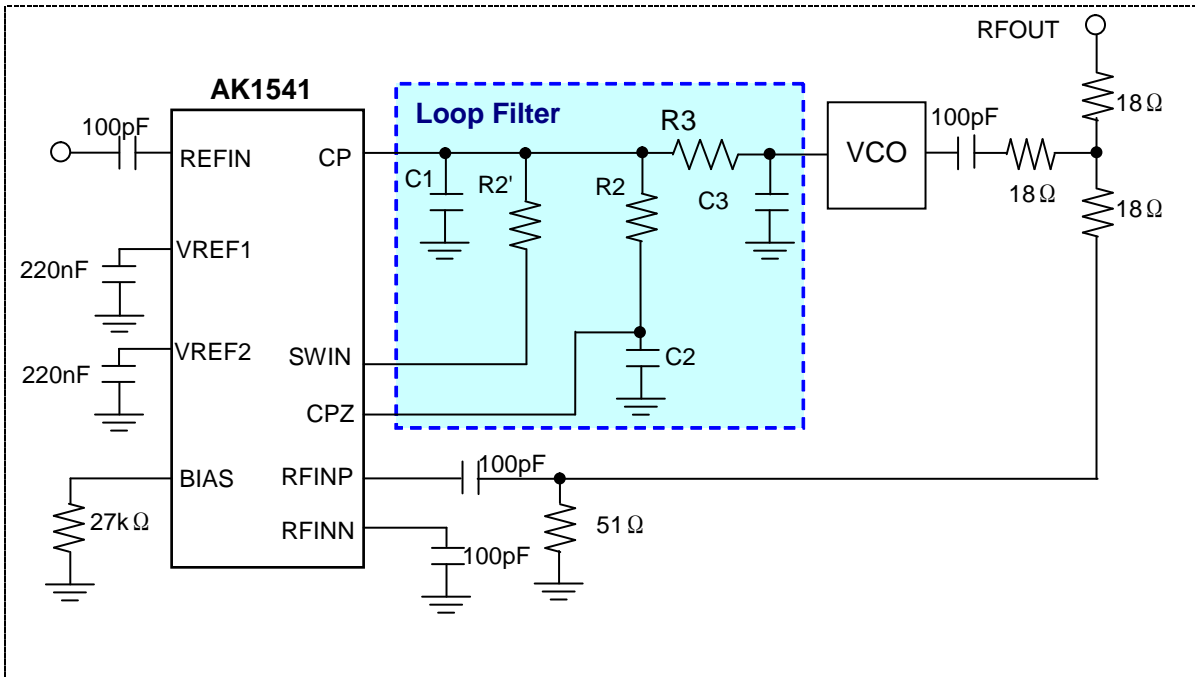 RFOUT
AK1541
18Ω
100pF
Loop Filter
R3
100pF
REFIN
CP
VCO
C1
R2'
R2
C3
18Ω
18Ω
VREF1
220nF
VREF2
SWIN
C2
220nF
CPZ
100pF
BIAS
RFINP
27kΩ
51Ω
RFINN
100pF